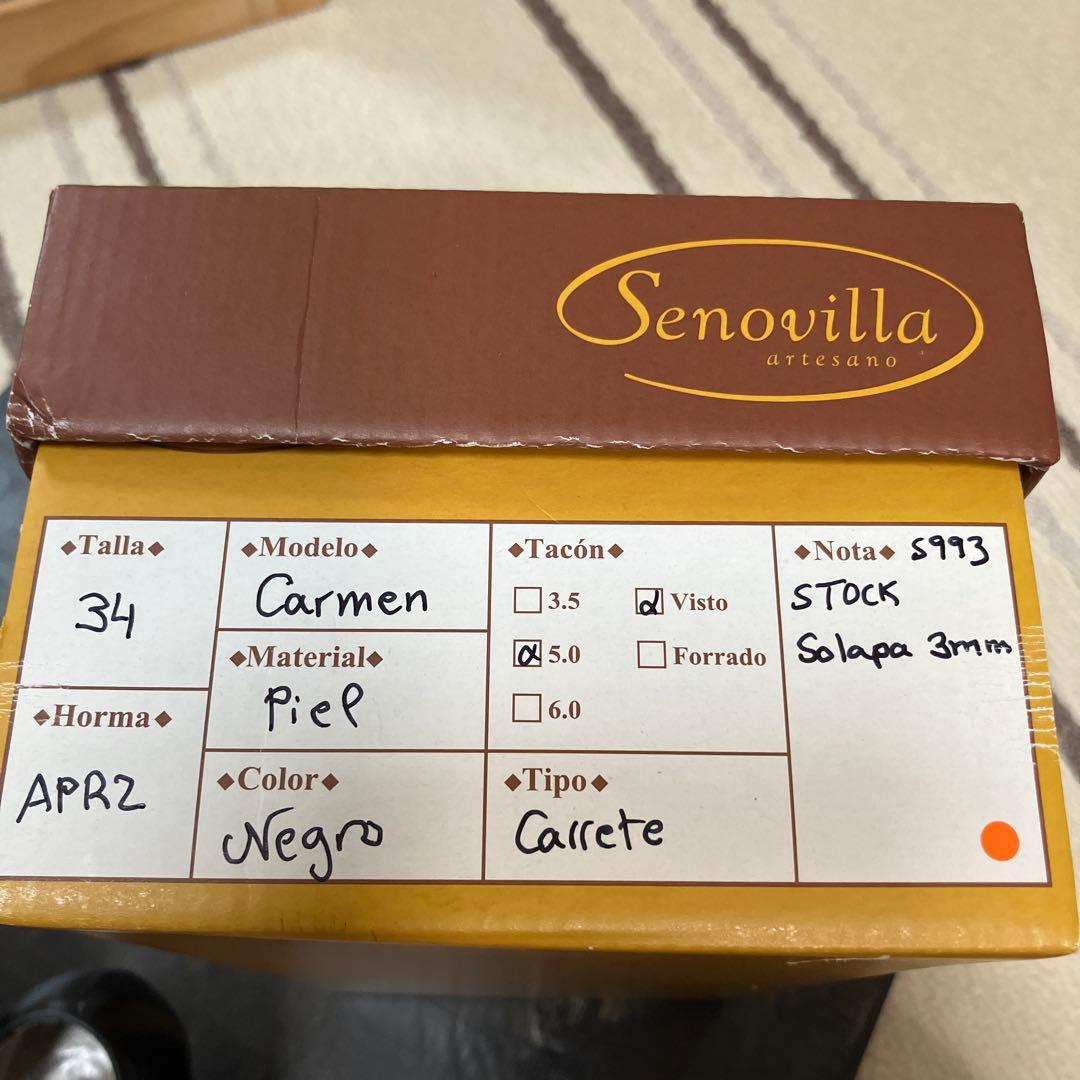 Senovilla
artesano
◆Talla◆
34
◆Horma◆
APR2
◆Modelo◆
Carmen
◆Material◆
Piel
◆Color◆
Negro
◆Tacón◆
3.5
Visto
5.0
Forrado
6.0
◆Tipo◆
Carrete
◆Nota◆ S993
STOCK
Solapa 3mm